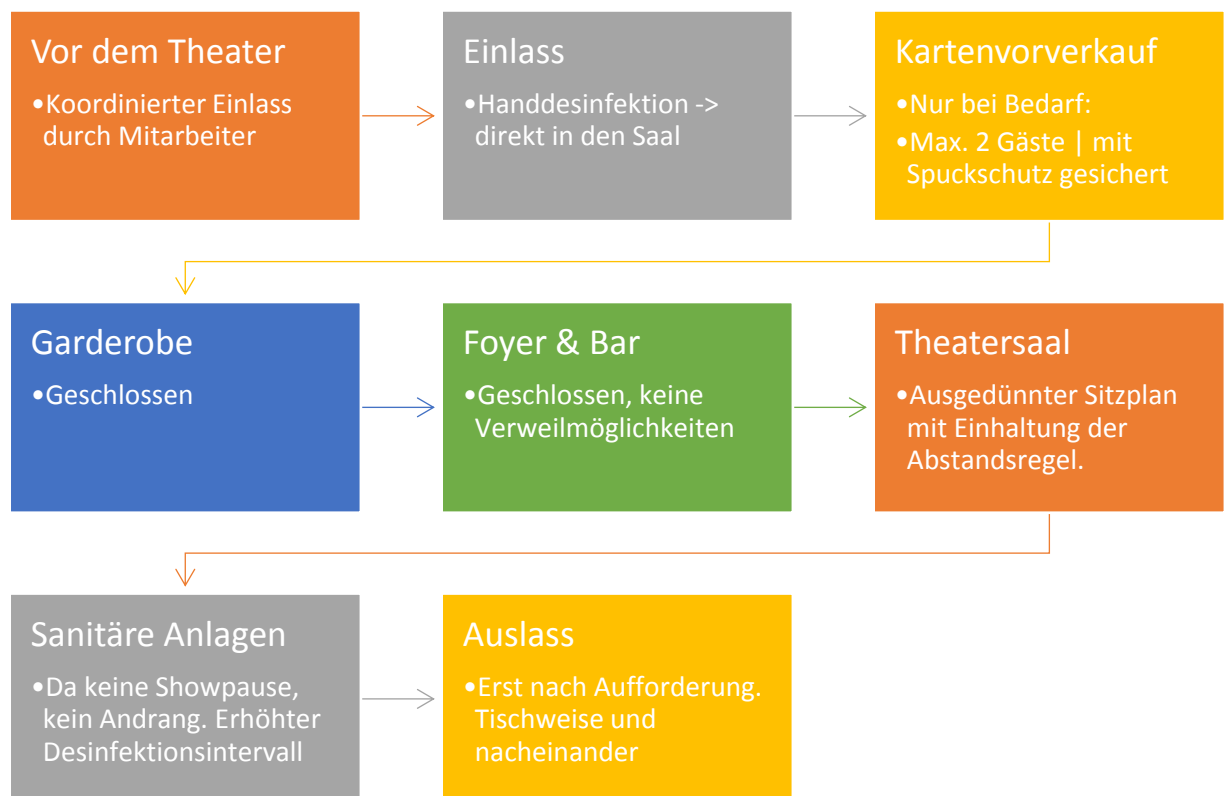 Vor dem Theater
•Koordinierter Einlass
durch Mitarbeiter
Einlass
•Handdesinfektion ->
direkt in den Saal
Kartenvorverkauf
•Nur bei Bedarf:
•Max. 2 Gäste | mit
Spuckschutz gesichert
Garderobe
•Geschlossen
Foyer & Bar
•Geschlossen, keine
Verweilmöglichkeiten
Theatersaal
•Ausgedünnter Sitzplan
mit Einhaltung der
Abstandsregel.
Sanitäre Anlagen
•Da keine Showpause,
kein Andrang. Erhöhter
Desinfektionsintervall
Auslass
•Erst nach Aufforderung.
Tischweise und
nacheinander